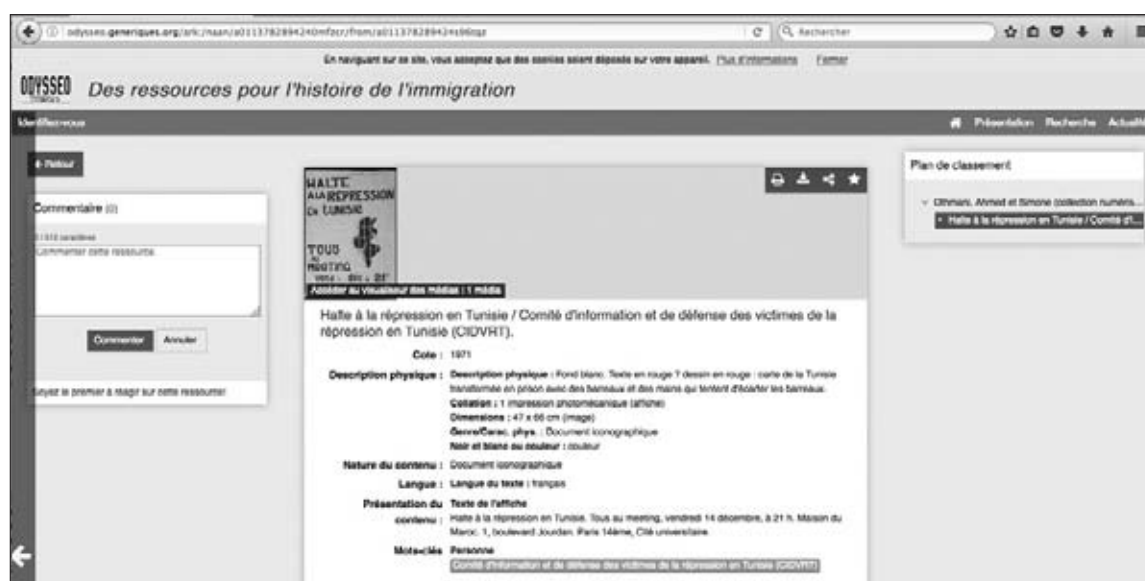 odysseo.generiques.org/ark:/naan/a011378289424
Rechercher
En naviguant sur ce site, vous acceptez que des cookies soient déposés sur votre appareil. Plus d'informations Fermer
ODYSSEO
Des ressources pour l'histoire de l'immigration
Identifiez-vous
Présentation Recherche Actualité
Retour
Commentaire (0)
caractères
Commenter cette ressource.
Commenter Annuler
Soyez le premier à réagir sur cette ressource!
HALTE
A LA REPRESSION
EN TUNISIE
TOUS
AU
MEETING
Accéder au visualiseur des médias : 1 média
Halte à la répression en Tunisie / Comité d'information et de défense des victimes de la
répression en Tunisie (CIDVRT).
Cote : 1971
Description physique : Description physique : Fond blanc. Texte en rouge ? dessin en rouge : carte de la Tunisie
transformée en prison avec des barreaux et des mains qui tentent d'écarter les barreaux.
Collation : 1 impression photomécanique (affiche)
Dimensions : 47 x 66 cm (image)
Genre/Carac. phys. : Document iconographique
Noir et blanc ou couleur : couleur
Nature du contenu : Document iconographique
Langue : Langue du texte : français
Présentation du contenu : Texte de l'affiche
Halte à la répression en Tunisie. Tous au meeting, vendredi 14 décembre, à 21 h. Maison du
Maroc. 1, boulevard Jourdan. Paris 14ème, Cité universitaire.
Mots-clés Personne
Comité d'information et de défense des victimes de la répression en Tunisie (CIDVRT)
Plan de classement
Othmani, Ahmed et Simone (collection numéris...
Halte à la répression en Tunisie / Comité d'i...